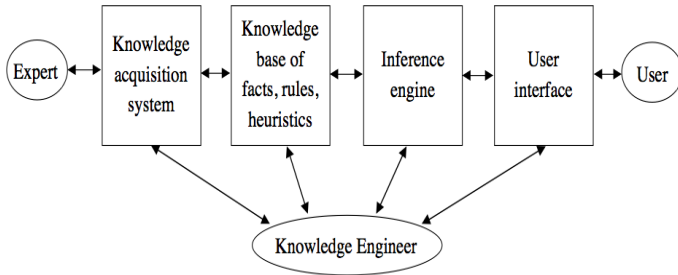 Expert
Knowledge
acquisition
system
Knowledge
base of
facts, rules,
heuristics
Inference
engine
User
interface
User
Knowledge Engineer